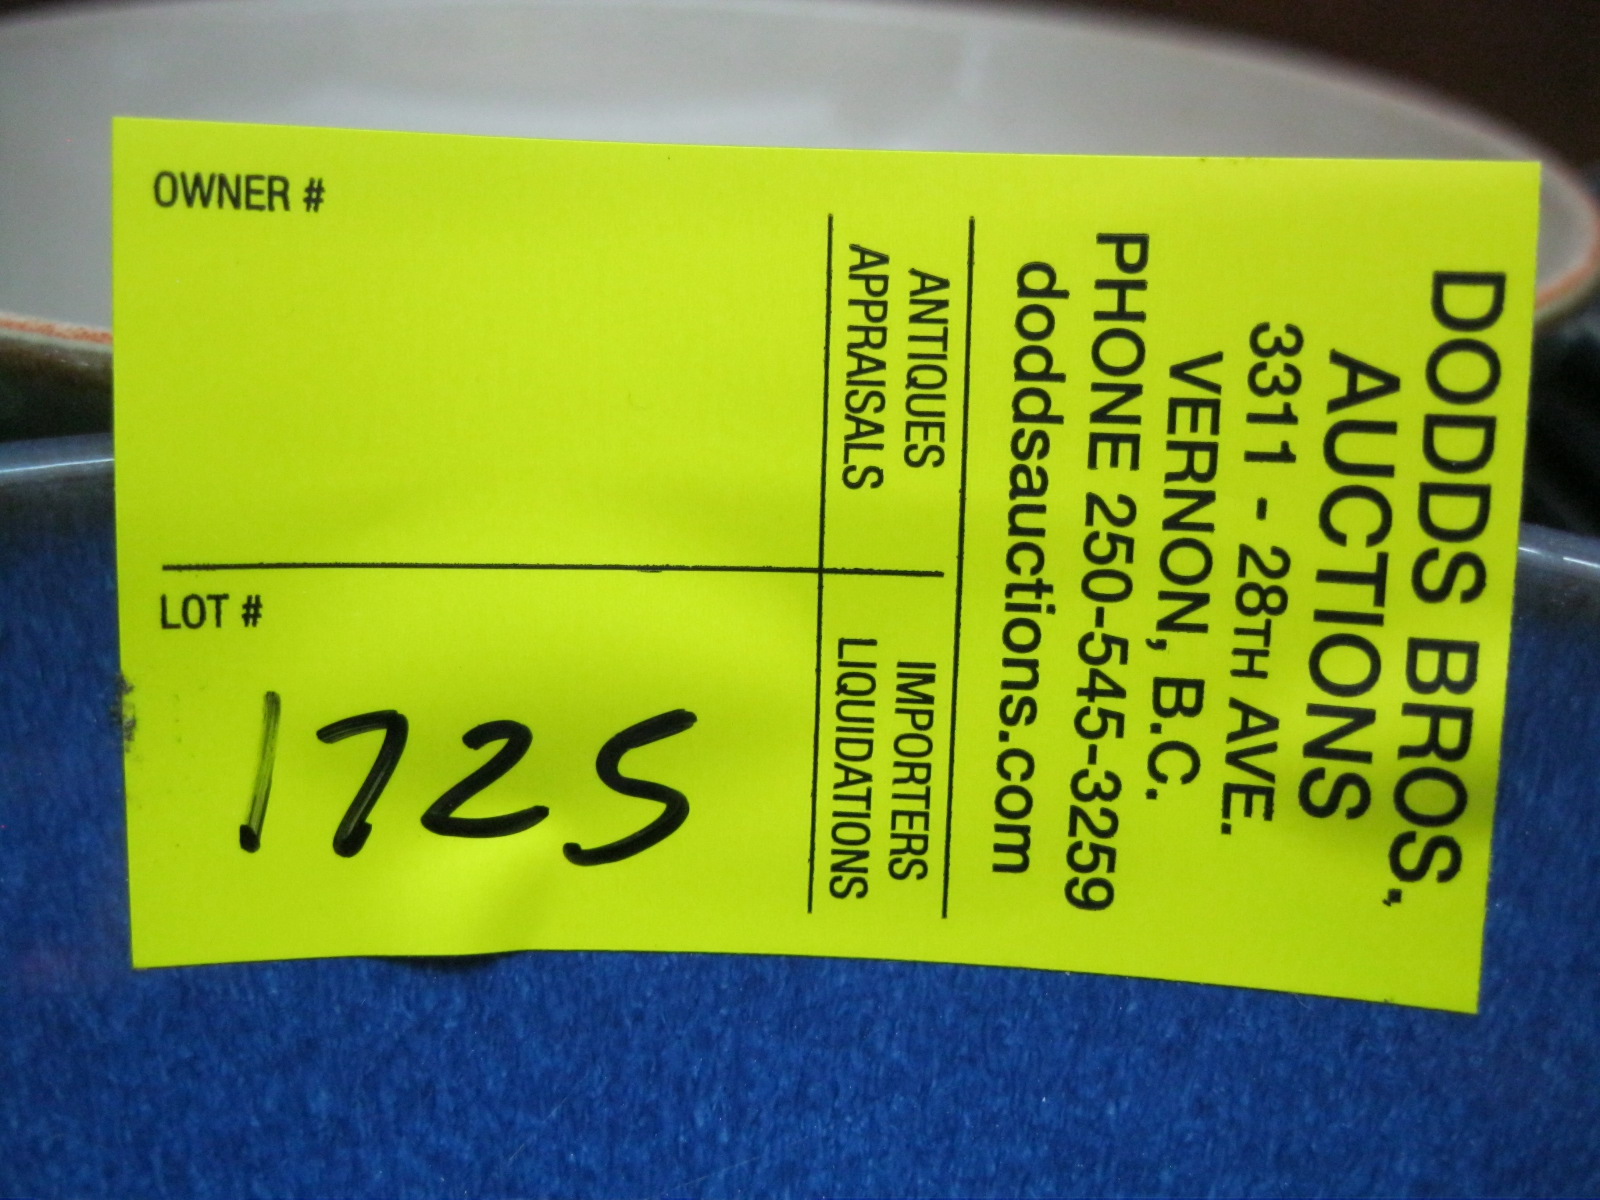 DODDS BROS,
AUCTIONS
3311 - 28TH AVE.
VERNON, B.C.
PHONE 250-545-3259
doddsauctions.com
ANTIQUES
APPRAISALS
IMPORTERS
LIQUIDATIONS
OWNER #
LOT #
1725